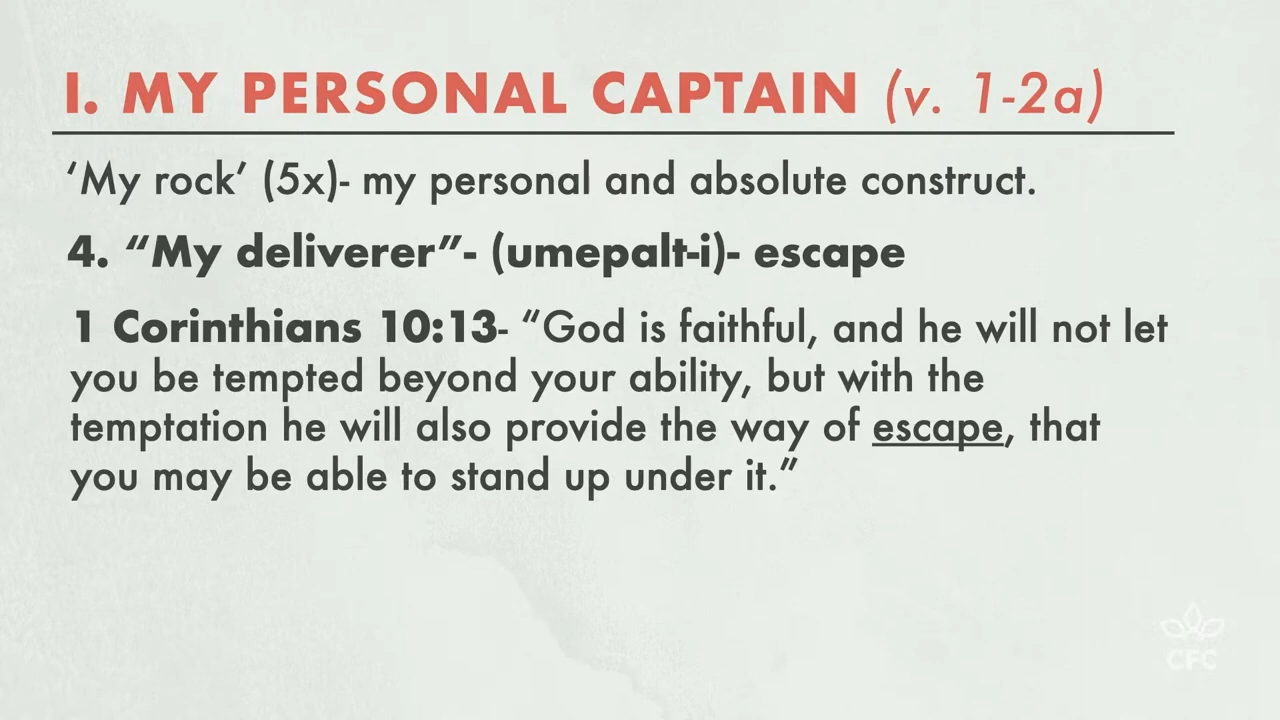 I. MY PERSONAL CAPTAIN (v. 1-2a)
‘My rock’ (5x)- my personal and absolute construct.
4. “My deliverer”- (umepalt-i)- escape
1 Corinthians 10:13- “God is faithful, and he will not let
you be tempted beyond your ability, but with the
temptation he will also provide the way of escape, that
you may be able to stand up under it.”
CFC